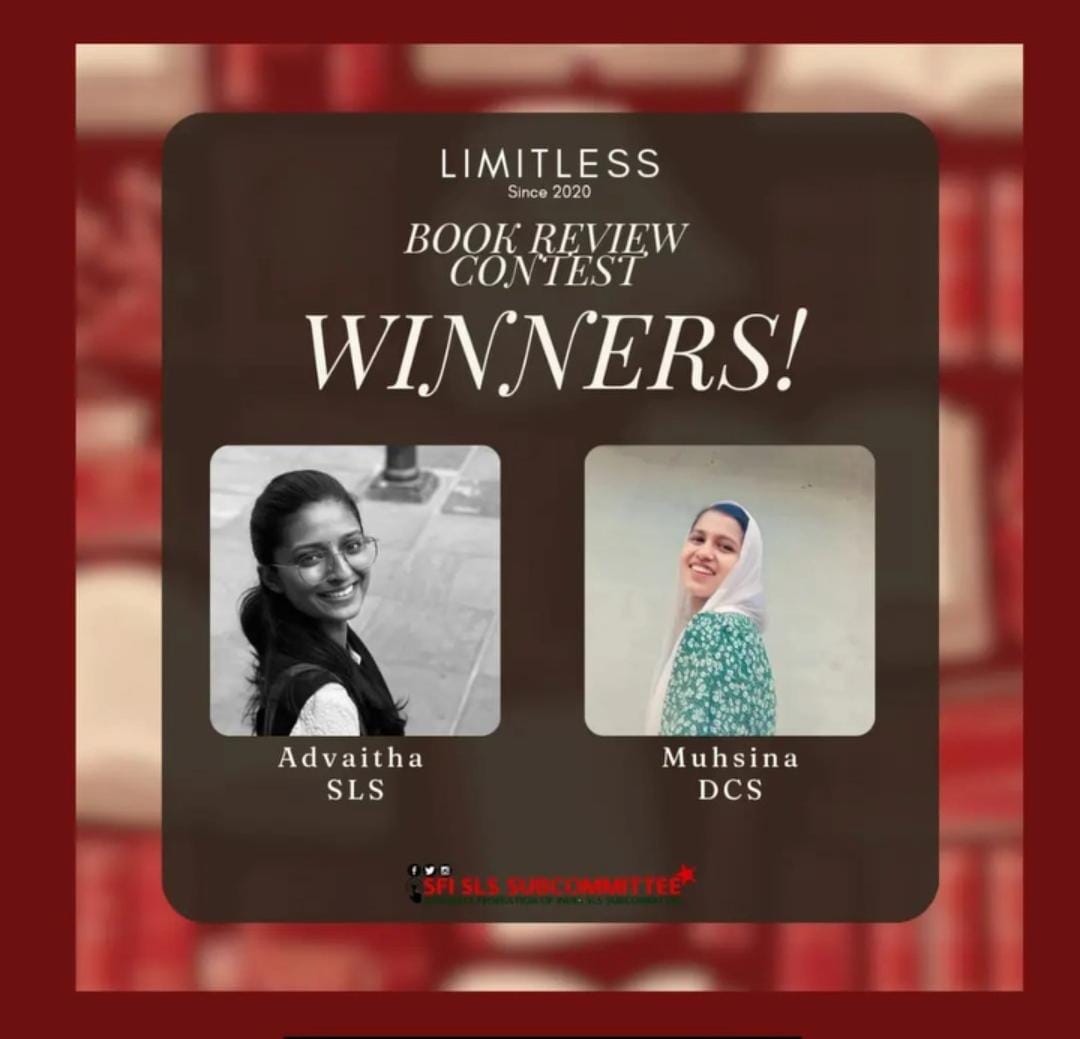 LIMITLESS
Since 2020
BOOK REVIEW
CONTEST
WINNERS!
Advaitha
SLS
Muhsina
DCS
SFI SLS SUBCOMMITTEE